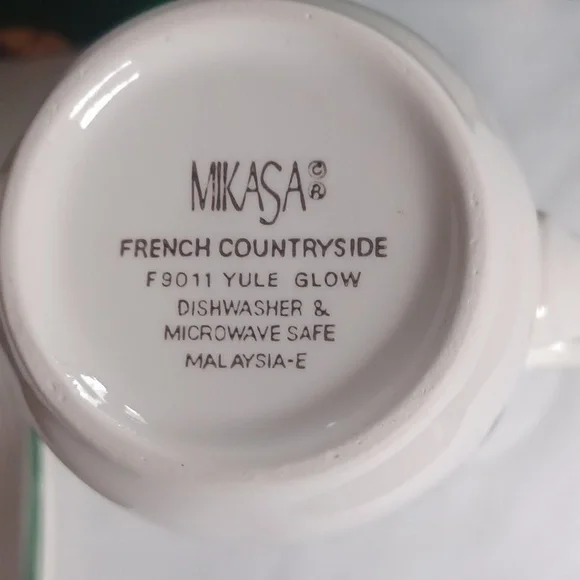 MIKASA © ®
FRENCH COUNTRYSIDE
F9011 YULE GLOW
DISHWASHER &
MICROWAVE SAFE
MALAYSIA-E